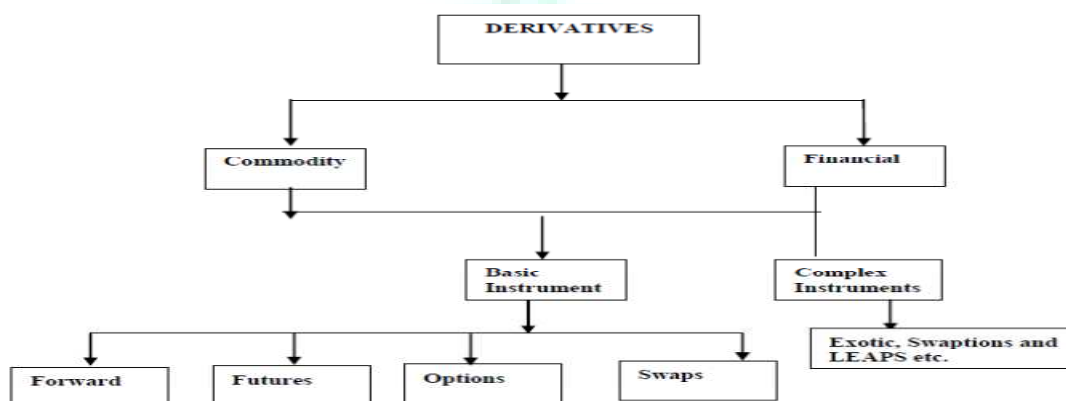 DERIVATIVES
Commodity
Financial
Basic
Instrument
Complex
Instruments
Exotic, Swaptions and
LEAPS etc.
Forward
Futures
Options
Swaps